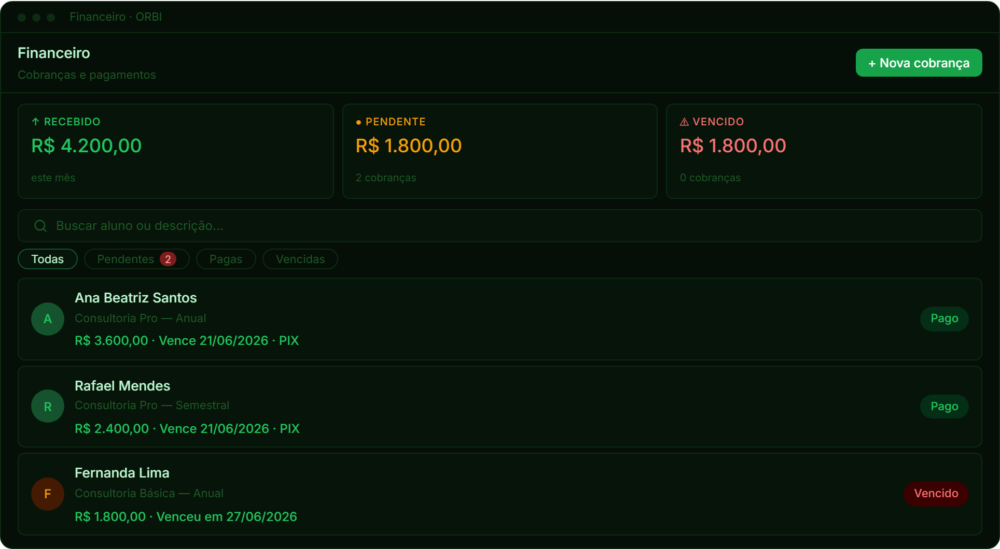 Financeiro · ORBI
Financeiro
Cobranças e pagamentos
+ Nova cobrança
↑ RECEBIDO
R$ 4.200,00
este mês
● PENDENTE
R$ 1.800,00
2 cobranças
⚠ VENCIDO
R$ 1.800,00
0 cobranças
Buscar aluno ou descrição...
Todas
Pendentes 2
Pagas
Vencidas
A
Ana Beatriz Santos
Consultoria Pro — Anual
R$ 3.600,00 · Vence 21/06/2026 · PIX
Pago
R
Rafael Mendes
Consultoria Pro — Semestral
R$ 2.400,00 · Vence 21/06/2026 · PIX
Pago
F
Fernanda Lima
Consultoria Básica — Anual
R$ 1.800,00 · Venceu em 27/06/2026
Vencido